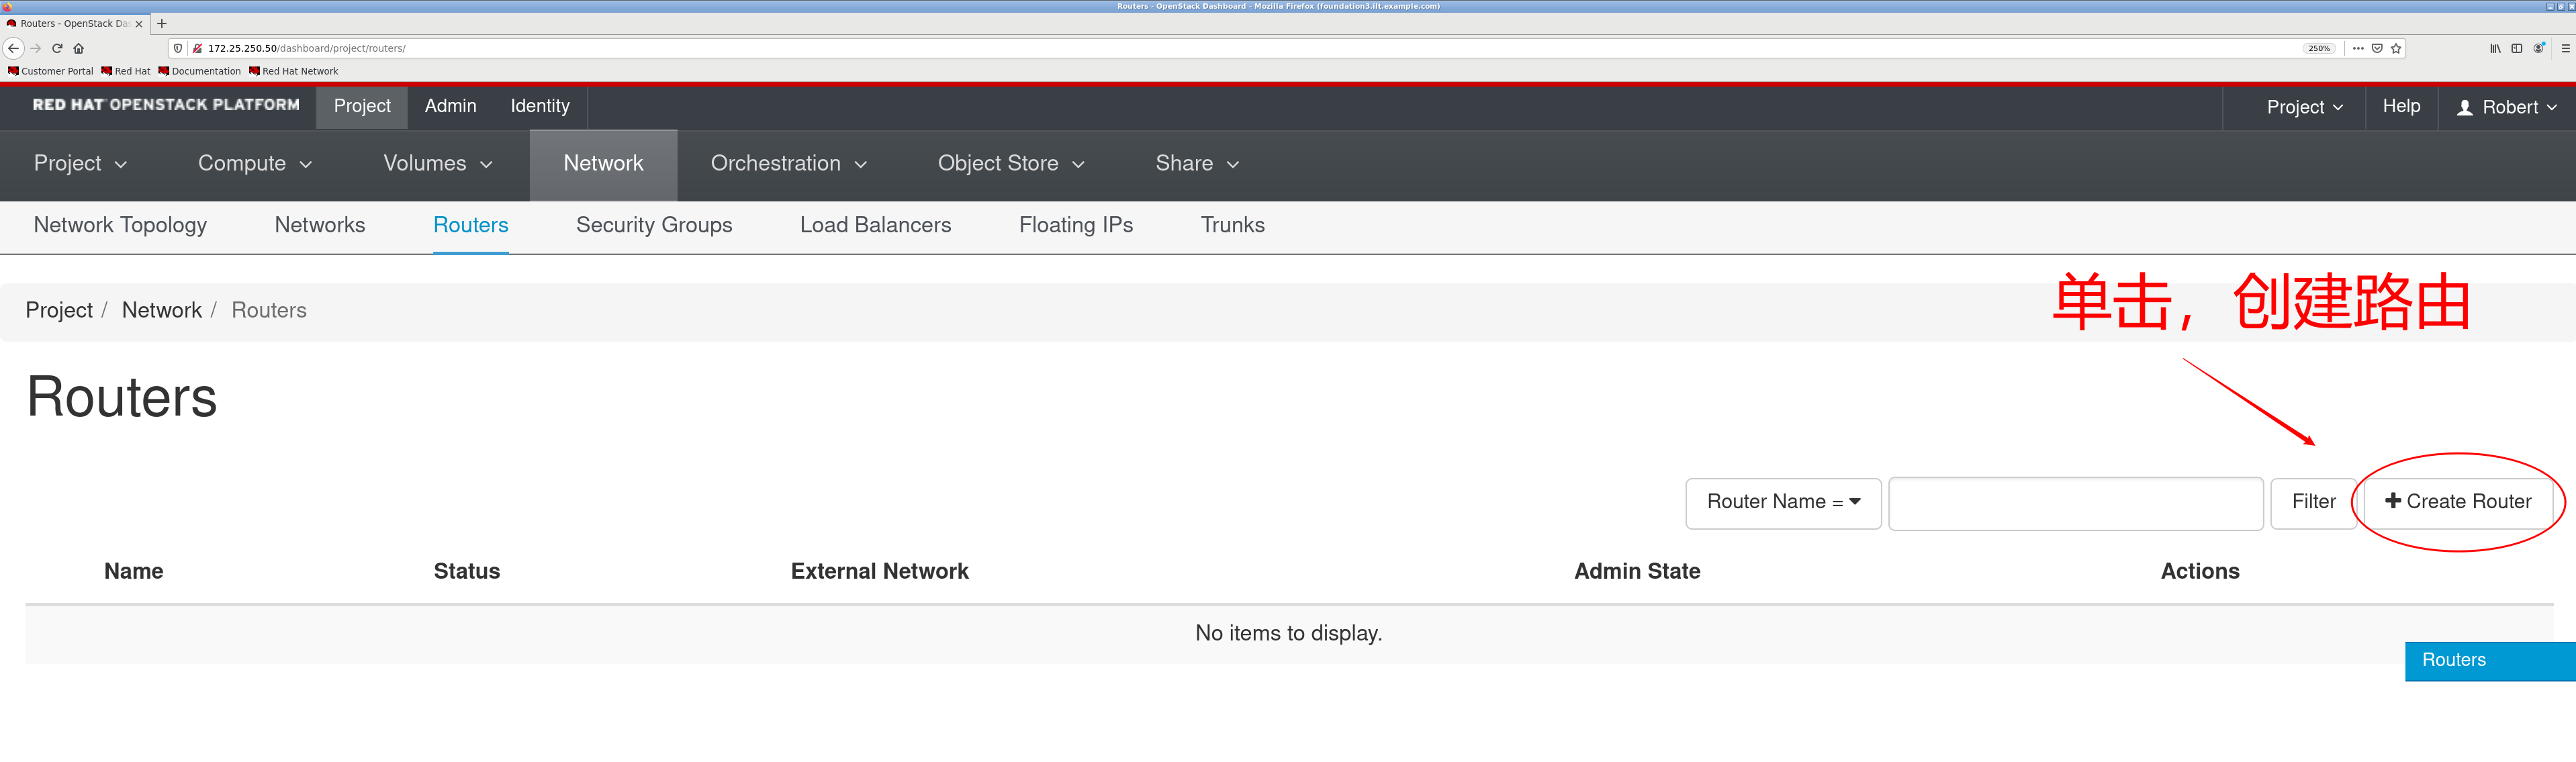 Routers - OpenStack Dashboard - Mozilla Firefox (foundation3.ilt.example.com)
Routers - OpenStack Da
172.25.250.50/dashboard/project/routers/
250%
Customer Portal Red Hat Documentation Red Hat Network
RED HAT OPENSTACK PLATFORM Project Admin Identity Project Help Robert
Project Compute Volumes Network Orchestration Object Store Share
Network Topology Networks Routers Security Groups Load Balancers Floating IPs Trunks
单击，创建路由
Project / Network / Routers
Routers
Router Name = Filter Create Router
Name Status External Network Admin State Actions
No items to display.
Routers